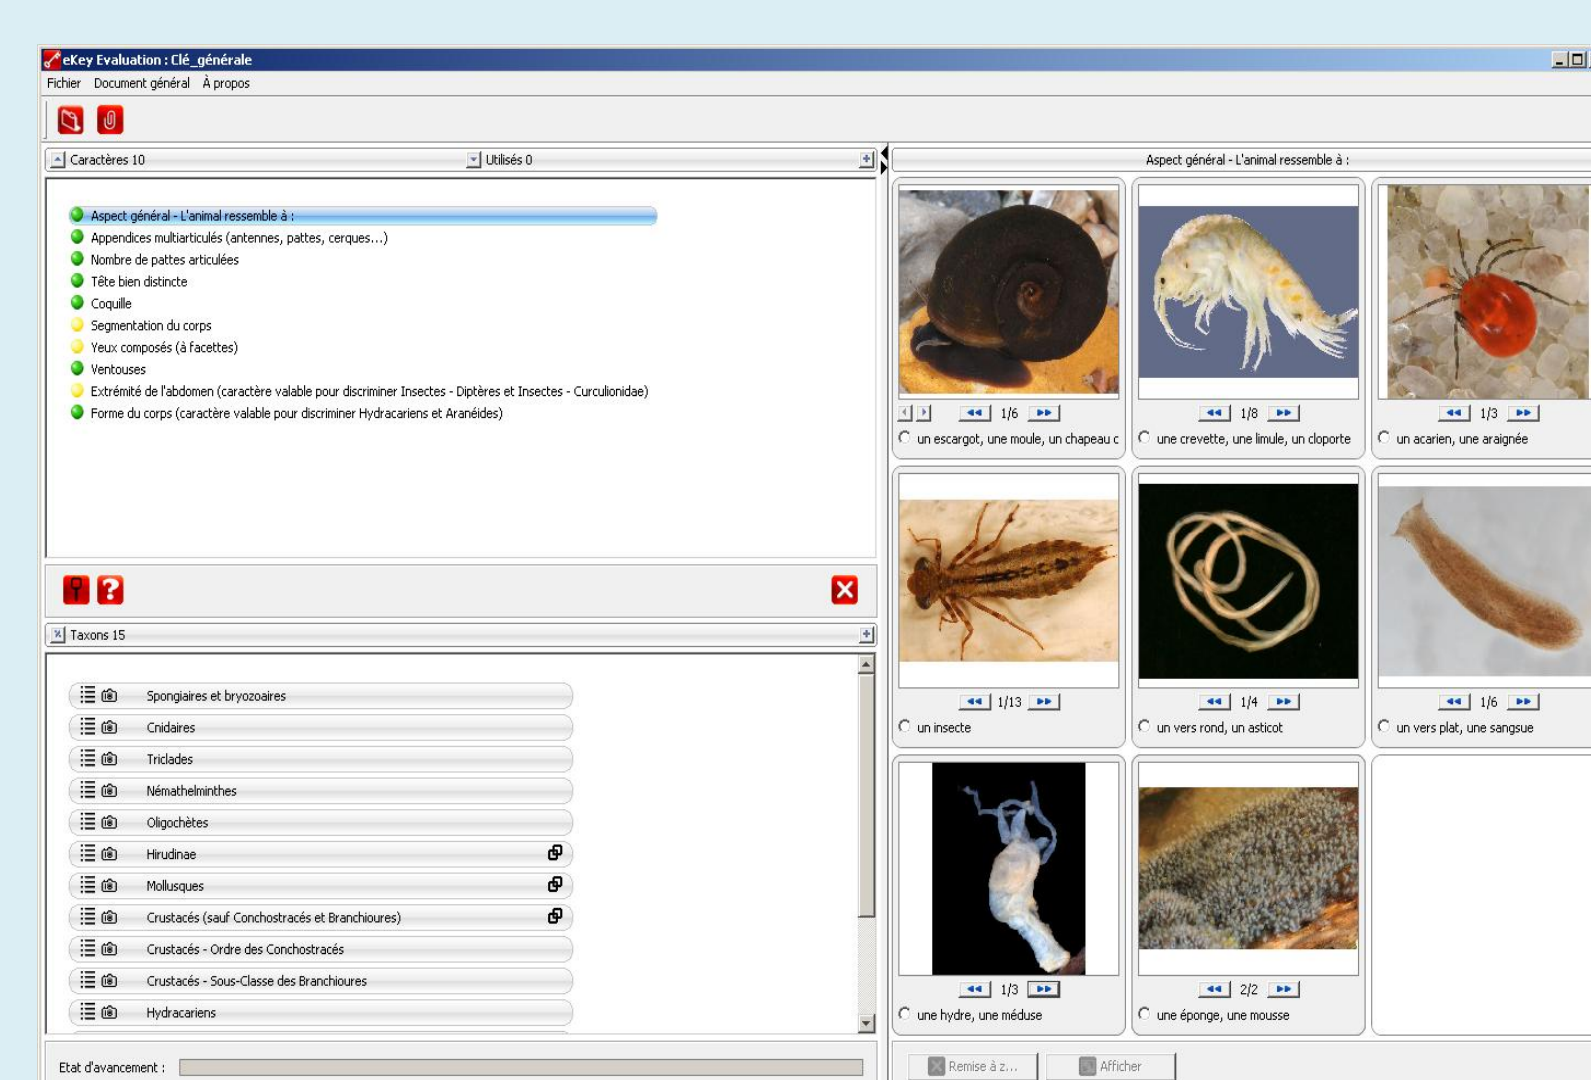 eKey Evaluation : Clé_générale
Fichier Document général À propos
Caractères 10
Utilisés 0
Aspect général - L'animal ressemble à :
Appendices multiarticulés (antennes, pattes, cerques...)
Nombre de pattes articulées
Tête bien distincte
Coquille
Segmentation du corps
Yeux composés (à facettes)
Ventouses
Extrémité de l'abdomen (caractère valable pour discriminer Insectes - Diptères et Insectes - Curculionidae)
Forme du corps (caractère valable pour discriminer Hydracariens et Aranéides)
Taxons 15
Spongiaires et bryozoaires
Cnidaires
Triclades
Némathelminthes
Oligochètes
Hirudinae
Mollusques
Crustacés (sauf Conchostracés et Branchioures)
Crustacés - Ordre des Conchostracés
Crustacés - Sous-Classe des Branchioures
Hydracariens
Etat d'avancement :
Aspect général - L'animal ressemble à :
1/6
un escargot, une moule, un chapeau c
1/8
une crevette, une limule, un cloporte
1/3
un acarien, une araignée
1/13
un insecte
1/4
un vers rond, un asticot
1/6
un vers plat, une sangsue
1/3
une hydre, une méduse
2/2
une éponge, une mousse
Remise à z...
Afficher